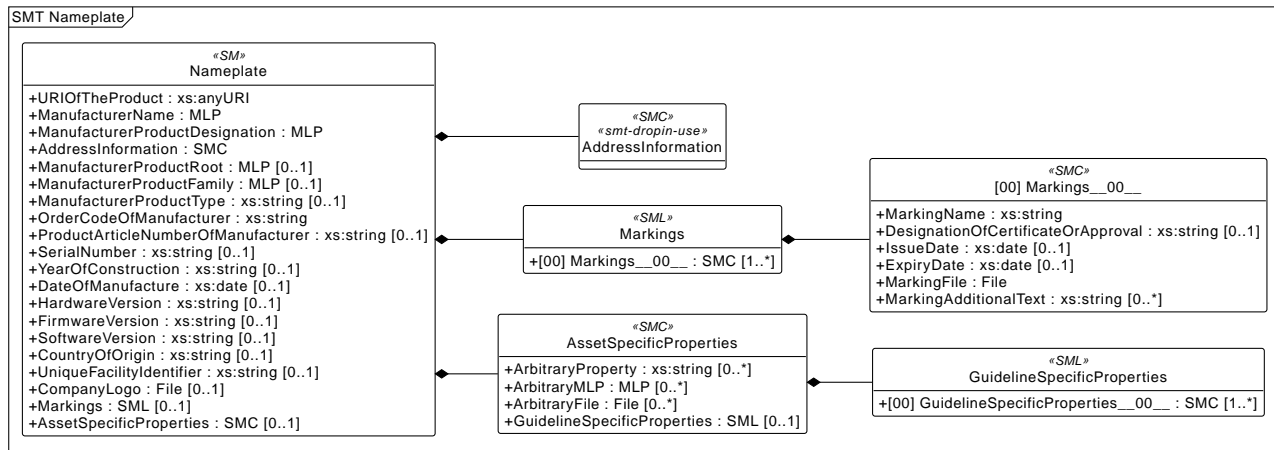 SMT Nameplate
«SM»
Nameplate
+URIOfTheProduct : xs:anyURI
+ManufacturerName : MLP
+ManufacturerProductDesignation : MLP
+AddressInformation : SMC
+ManufacturerProductRoot : MLP [0..1]
+ManufacturerProductFamily : MLP [0..1]
+ManufacturerProductType : xs:string [0..1]
+OrderCodeOfManufacturer : xs:string
+ProductArticleNumberOfManufacturer : xs:string [0..1]
+SerialNumber : xs:string [0..1]
+YearOfConstruction : xs:string [0..1]
+DateOfManufacture : xs:date [0..1]
+HardwareVersion : xs:string [0..1]
+FirmwareVersion : xs:string [0..1]
+SoftwareVersion : xs:string [0..1]
+CountryOfOrigin : xs:string [0..1]
+UniqueFacilityIdentifier : xs:string [0..1]
+CompanyLogo : File [0..1]
+Markings : SML [0..1]
+AssetSpecificProperties : SMC [0..1]
«SMC»
«smt-dropin-use»
AddressInformation
«SML»
Markings
+[00] Markings__00__ : SMC [1..*]
«SMC»
[00] Markings__00__
+MarkingName : xs:string
+DesignationOfCertificateOrApproval : xs:string [0..1]
+IssueDate : xs:date [0..1]
+ExpiryDate : xs:date [0..1]
+MarkingFile : File
+MarkingAdditionalText : xs:string [0..*]
«SMC»
AssetSpecificProperties
+ArbitraryProperty : xs:string [0..*]
+ArbitraryMLP : MLP [0..*]
+ArbitraryFile : File [0..*]
+GuidelineSpecificProperties : SML [0..1]
«SML»
GuidelineSpecificProperties
+[00] GuidelineSpecificProperties__00__ : SMC [1..*]